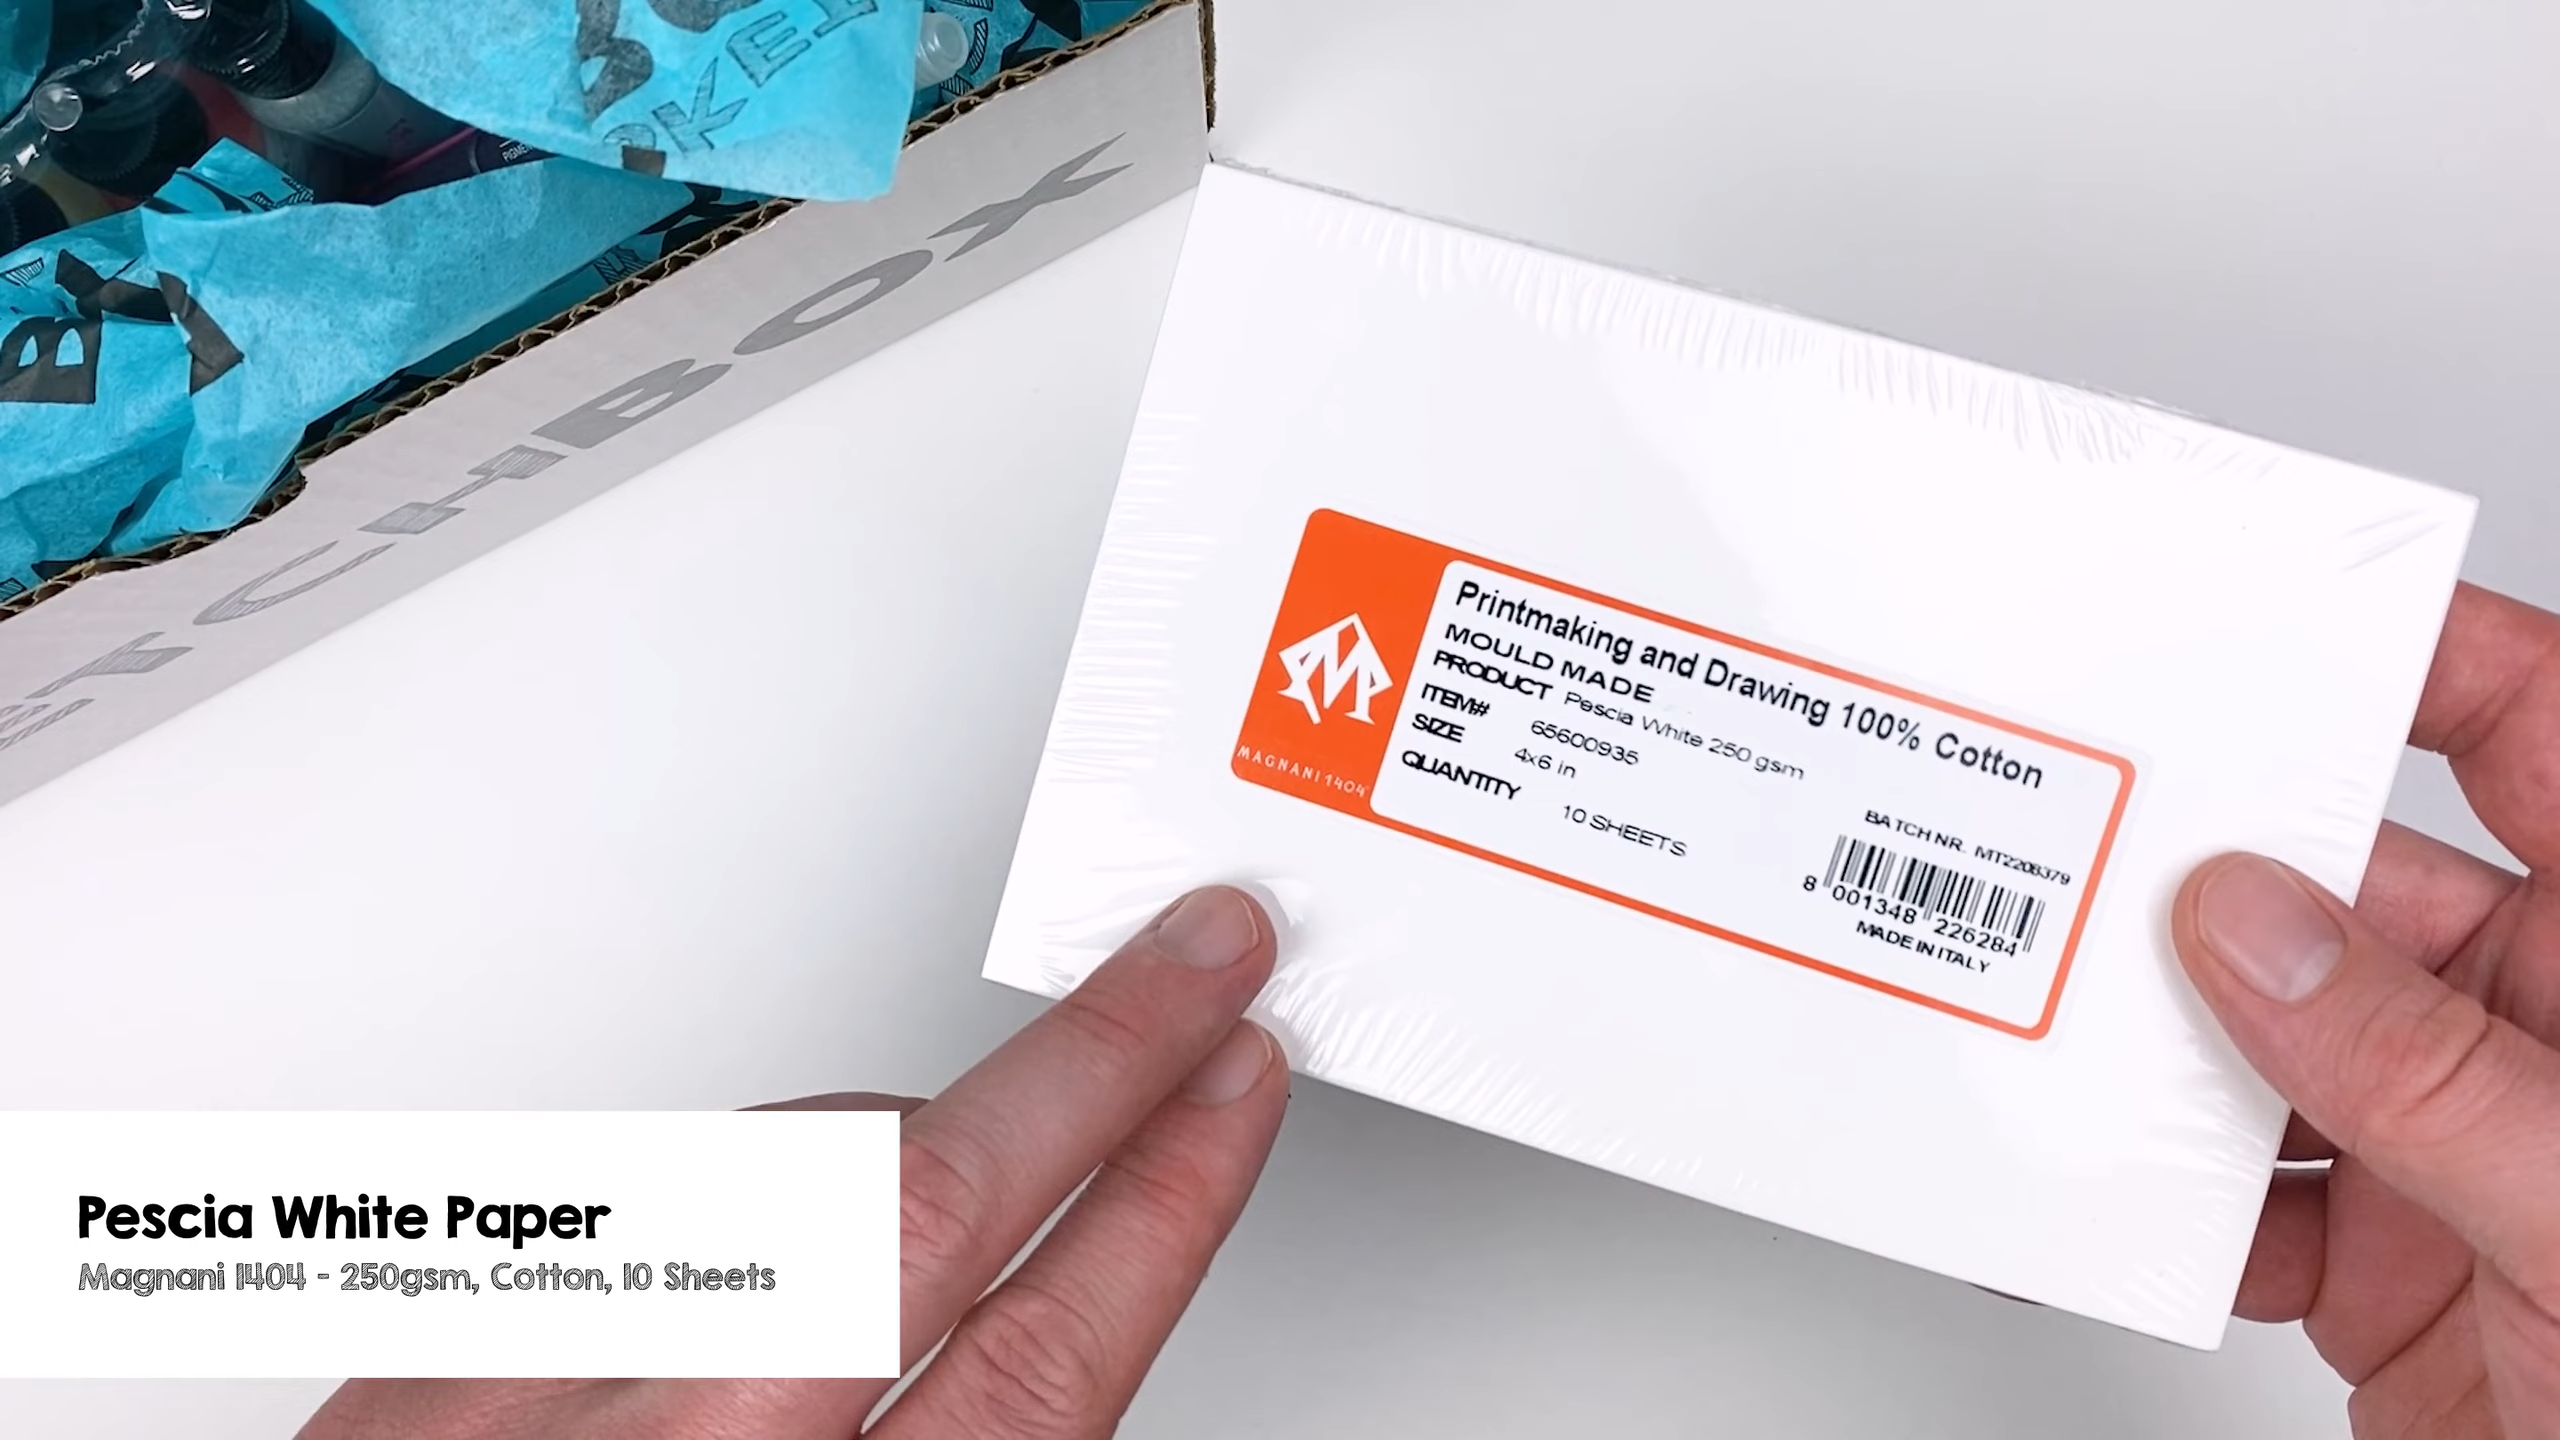 PIGME
BOX
Printmaking and Drawing 100% Cotton
MOULD MADE
PRODUCT Pescia White 250 gsm
ITEM# 65600935
SIZE 4x6 in
QUANTITY 10 SHEETS
MAGNANI 1404
BATCH NR. MT2208379
8 001348 226284
MADE IN ITALY
Pescia White Paper
Magnani 1404 - 250gsm, Cotton, 10 Sheets